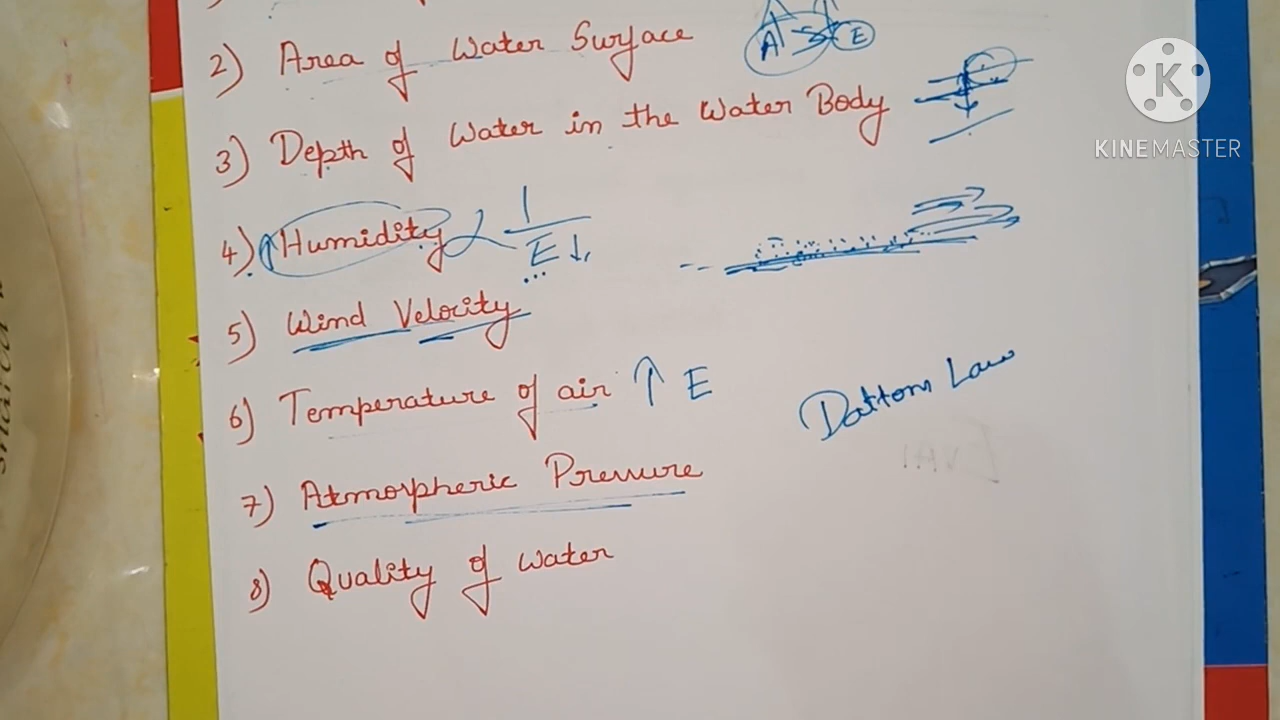 2) Area of Water Surface A E
3) Depth of Water in the Water Body
K
KINEMASTER
4) ↑ Humidity ∝ 1/E ↓
5) Wind Velocity
6) Temperature of air ↑ E
Daltons Law
7) Atmospheric Pressure
8) Quality of water